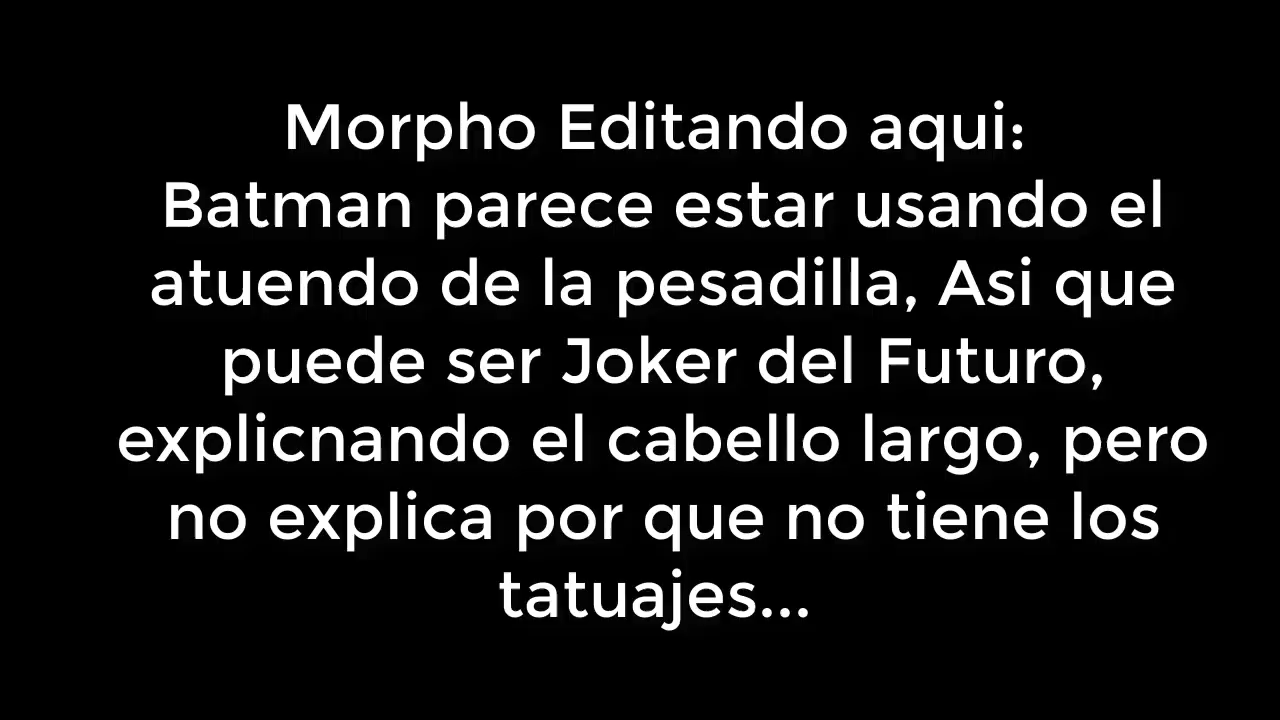 Morpho Editando aqui:
Batman parece estar usando el
atuendo de la pesadilla, Asi que
puede ser Joker del Futuro,
explicnando el cabello largo, pero
no explica por que no tiene los
tatuajes...